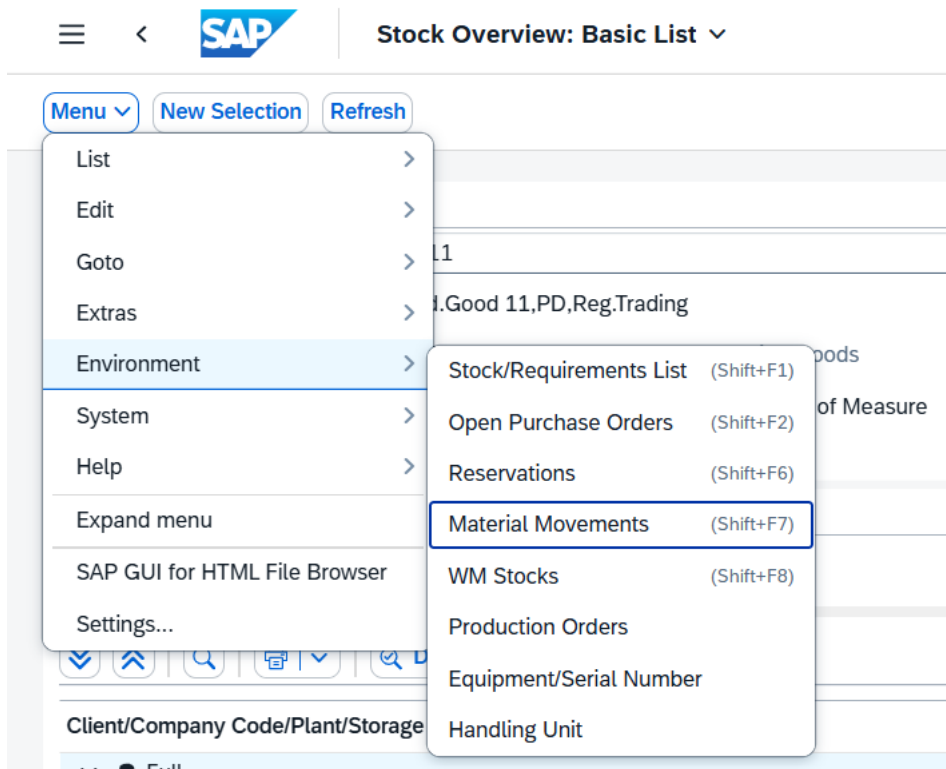 SAP Stock Overview: Basic List
Menu New Selection Refresh
List
Edit
Goto
Extras
Environment
System
Help
Expand menu
SAP GUI for HTML File Browser
Settings...
11
.Good 11,PD,Reg.Trading
of Measure
Stock/Requirements List (Shift+F1)
Open Purchase Orders (Shift+F2)
Reservations (Shift+F6)
Material Movements (Shift+F7)
WM Stocks (Shift+F8)
Production Orders
Equipment/Serial Number
Handling Unit
Client/Company Code/Plant/Storage